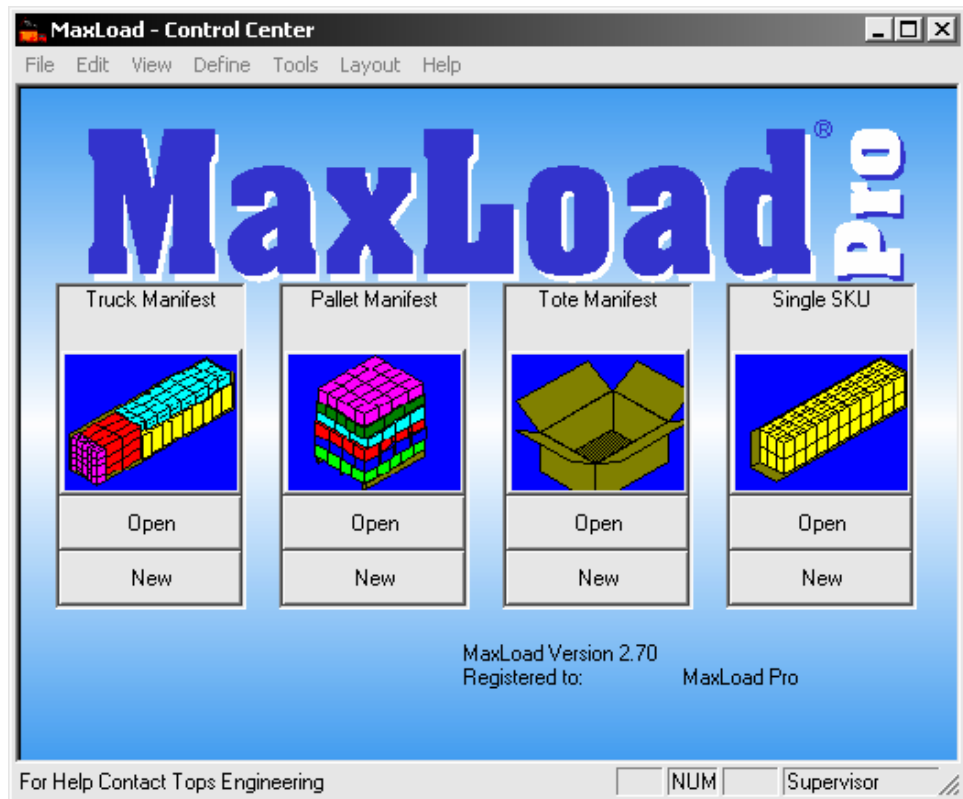 MaxLoad - Control Center
File Edit View Define Tools Layout Help
MaxLoad® Pro
Truck Manifest Pallet Manifest Tote Manifest Single SKU
Open Open Open Open
New New New New
MaxLoad Version 2.70
Registered to: MaxLoad Pro
For Help Contact Tops Engineering NUM Supervisor